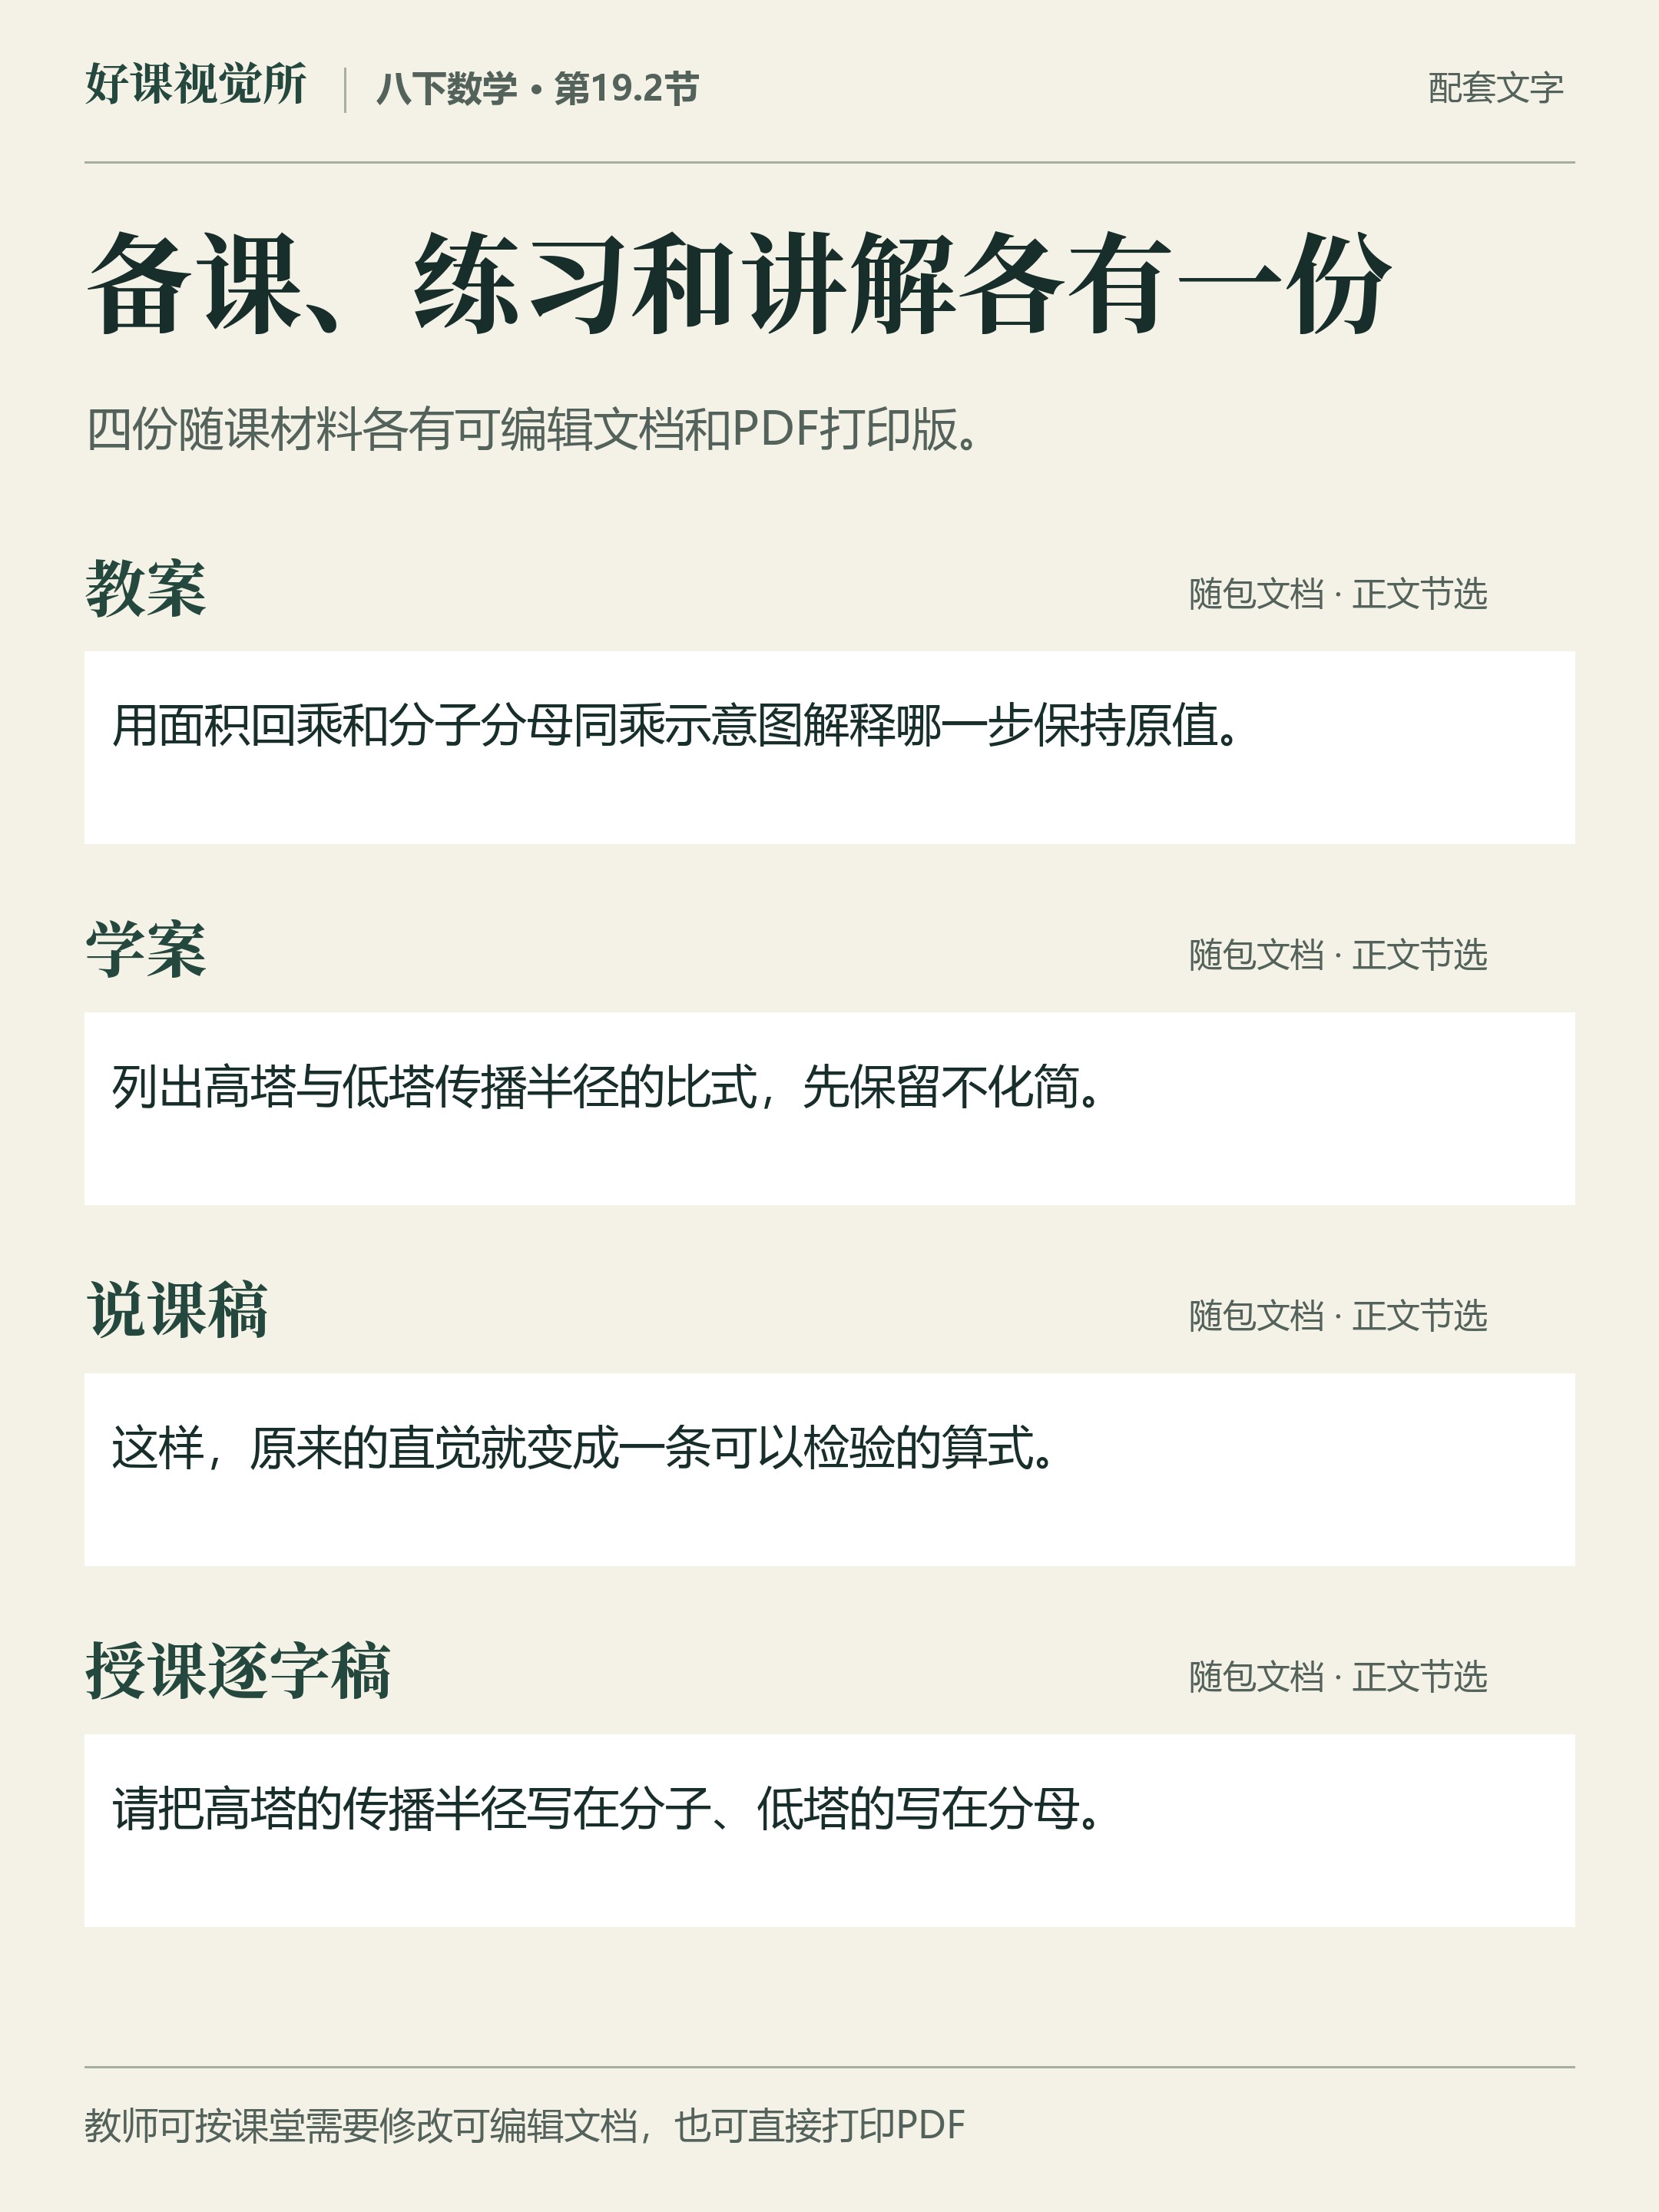 好课视觉所
八下数学·第19.2节
配套文字
备课、练习和讲解各有一份
四份随课材料各有可编辑文档和PDF打印版。
教案
随包文档 · 正文节选
用面积回乘和分子分母同乘示意图解释哪一步保持原值。
学案
随包文档 · 正文节选
列出高塔与低塔传播半径的比式，先保留不化简。
说课稿
随包文档 · 正文节选
这样，原来的直觉就变成一条可以检验的算式。
授课逐字稿
随包文档 · 正文节选
请把高塔的传播半径写在分子、低塔的写在分母。
教师可按课堂需要修改可编辑文档，也可直接打印PDF